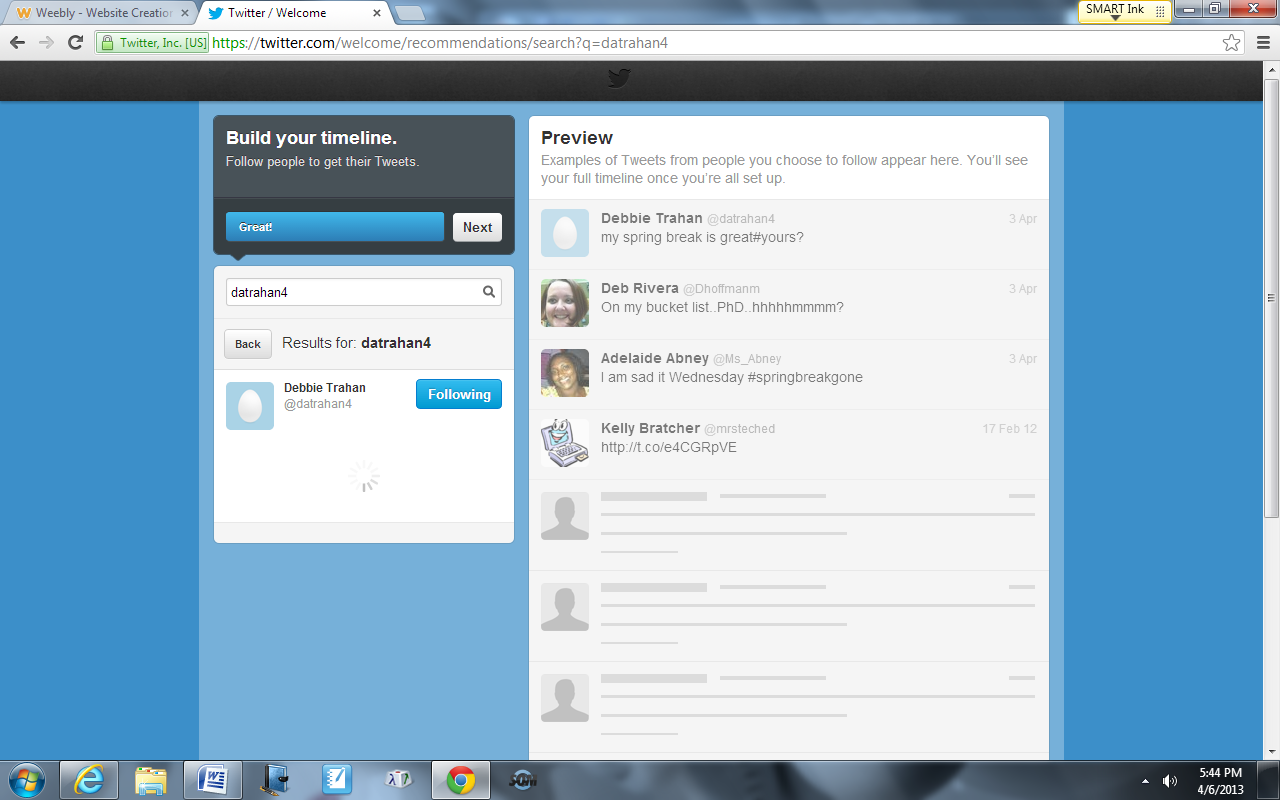 Weebly - Website Creation
Twitter / Welcome
SMART Ink
Twitter, Inc. [US]
https://twitter.com/welcome/recommendations/search?q=datrahan4
Build your timeline.
Follow people to get their Tweets.
Great!
Next
datrahan4
Back
Results for: datrahan4
Debbie Trahan
@datrahan4
Following
Preview
Examples of Tweets from people you choose to follow appear here. You'll see
your full timeline once you're all set up.
Debbie Trahan @datrahan4 3 Apr
my spring break is great#yours?
Deb Rivera @Dhoffmanm 3 Apr
On my bucket list..PhD..hhhhhmmmm?
Adelaide Abney @Ms_Abney 3 Apr
I am sad it Wednesday #springbreakgone
Kelly Bratcher @mrsteched 17 Feb 12
http://t.co/e4CGRpVE
5:44 PM
4/6/2013